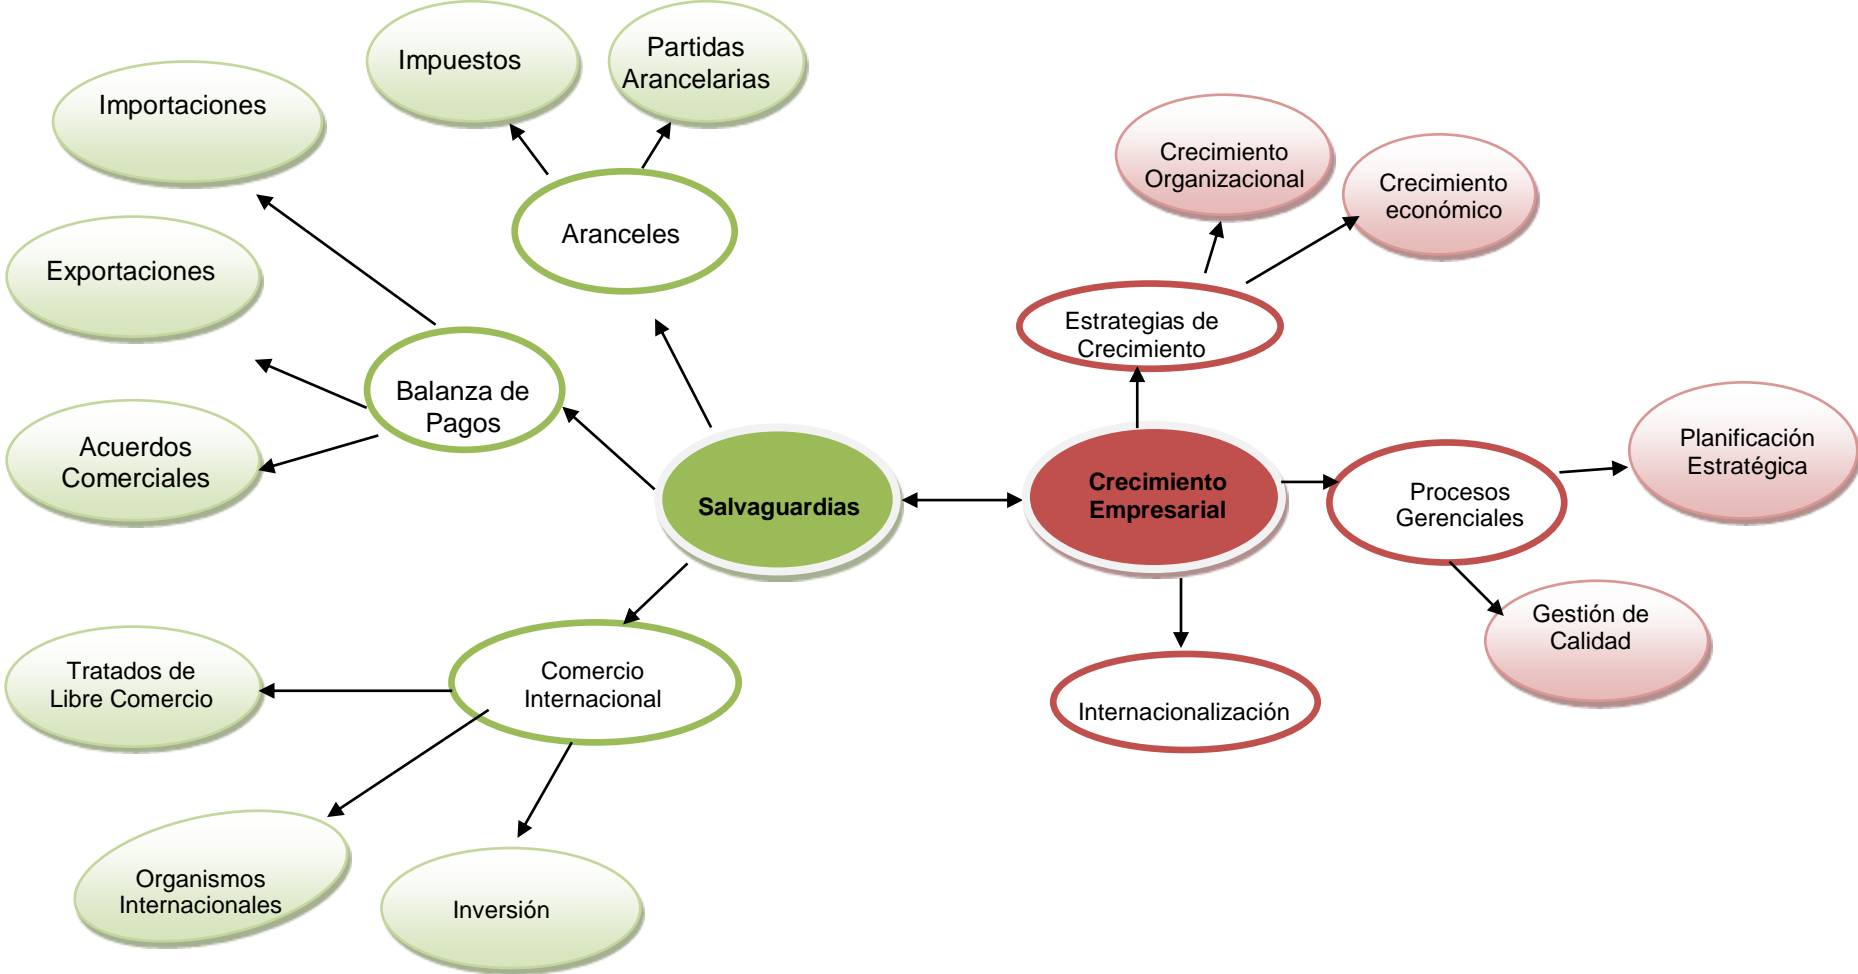 Impuestos
Partidas
Arancelarias
Importaciones
Crecimiento
Organizacional
Crecimiento
económico
Aranceles
Exportaciones
Estrategias de
Crecimiento
Balanza de
Pagos
Acuerdos
Comerciales
Salvaguardias
Crecimiento
Empresarial
Procesos
Gerenciales
Planificación
Estratégica
Gestión de
Calidad
Tratados de
Libre Comercio
Comercio
Internacional
Internacionalización
Organismos
Internacionales
Inversión